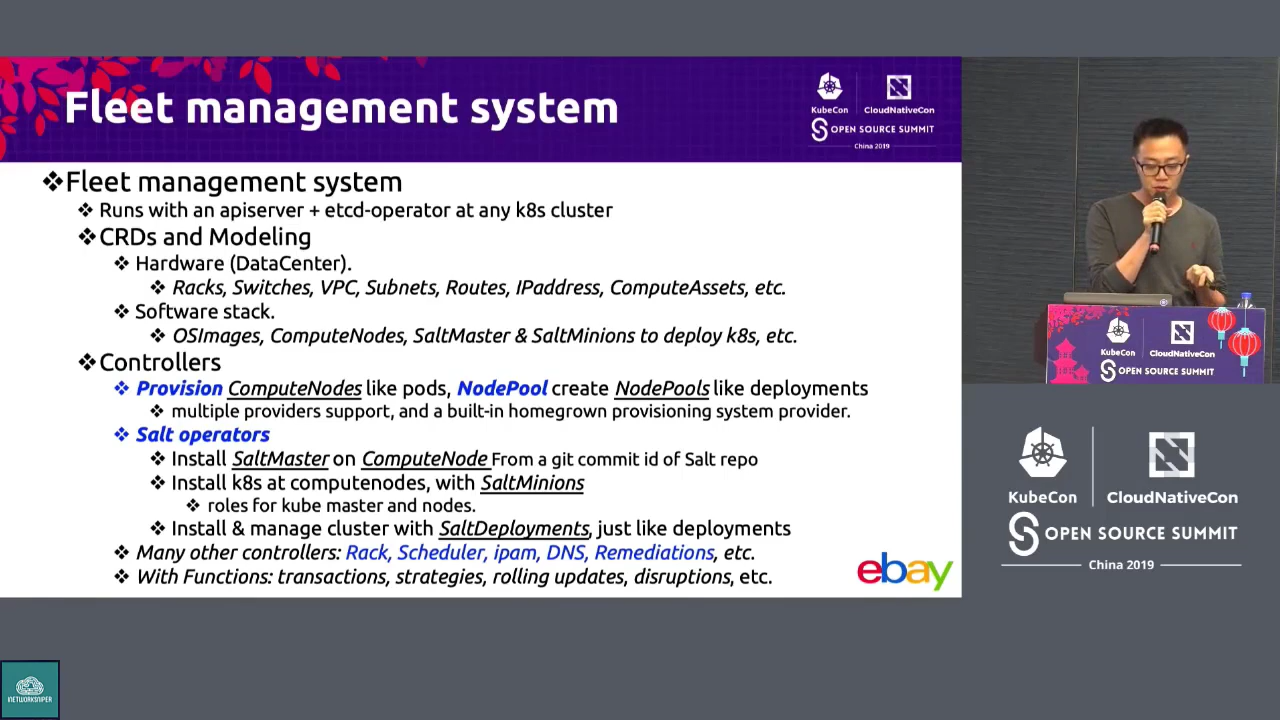 Fleet management system
KubeCon
CloudNativeCon
OPEN SOURCE SUMMIT
China 2019
❖Fleet management system
❖ Runs with an apiserver + etcd-operator at any k8s cluster
❖CRDs and Modeling
❖ Hardware (DataCenter).
❖ Racks, Switches, VPC, Subnets, Routes, IPaddress, ComputeAssets, etc.
❖ Software stack.
❖ OSImages, ComputeNodes, SaltMaster & SaltMinions to deploy k8s, etc.
❖Controllers
❖ Provision ComputeNodes like pods, NodePool create NodePools like deployments
❖ multiple providers support, and a built-in homegrown provisioning system provider.
❖ Salt operators
❖ Install SaltMaster on ComputeNode From a git commit id of Salt repo
❖ Install k8s at computenodes, with SaltMinions
❖ roles for kube master and nodes.
❖ Install & manage cluster with SaltDeployments, just like deployments
❖ Many other controllers: Rack, Scheduler, ipam, DNS, Remediations, etc.
❖ With Functions: transactions, strategies, rolling updates, disruptions, etc.
ebay
KubeCon
CloudNativeCon
OPEN SOURCE SUMMIT
KubeCon
CloudNativeCon
OPEN SOURCE SUMMIT
China 2019
INETWORKSNIPER